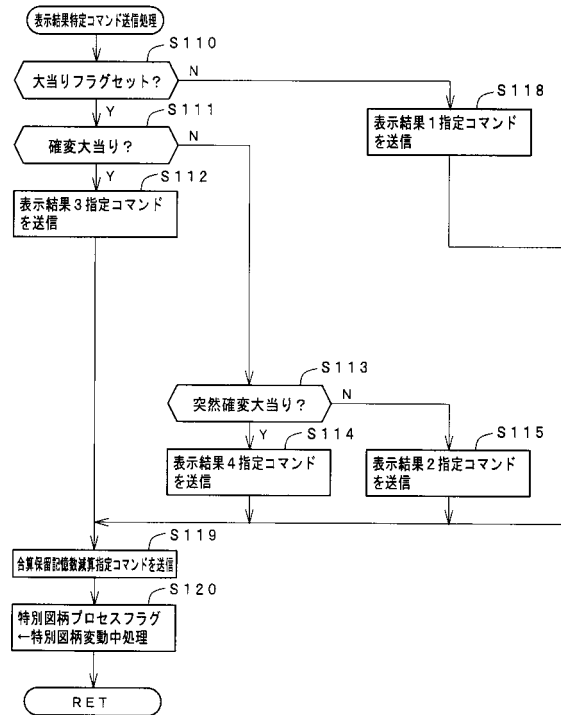 表示結果特定コマンド送信処理
S110
大当りフラグセット？
N
Y
S111
確変大当り？
N
Y
S112
表示結果３指定コマンド
を送信
S118
表示結果１指定コマンド
を送信
S113
突然確変大当り？
N
Y
S114
表示結果４指定コマンド
を送信
S115
表示結果２指定コマンド
を送信
S119
合算保留記憶数減算指定コマンドを送信
S120
特別図柄プロセスフラグ
←特別図柄変動中処理
RET